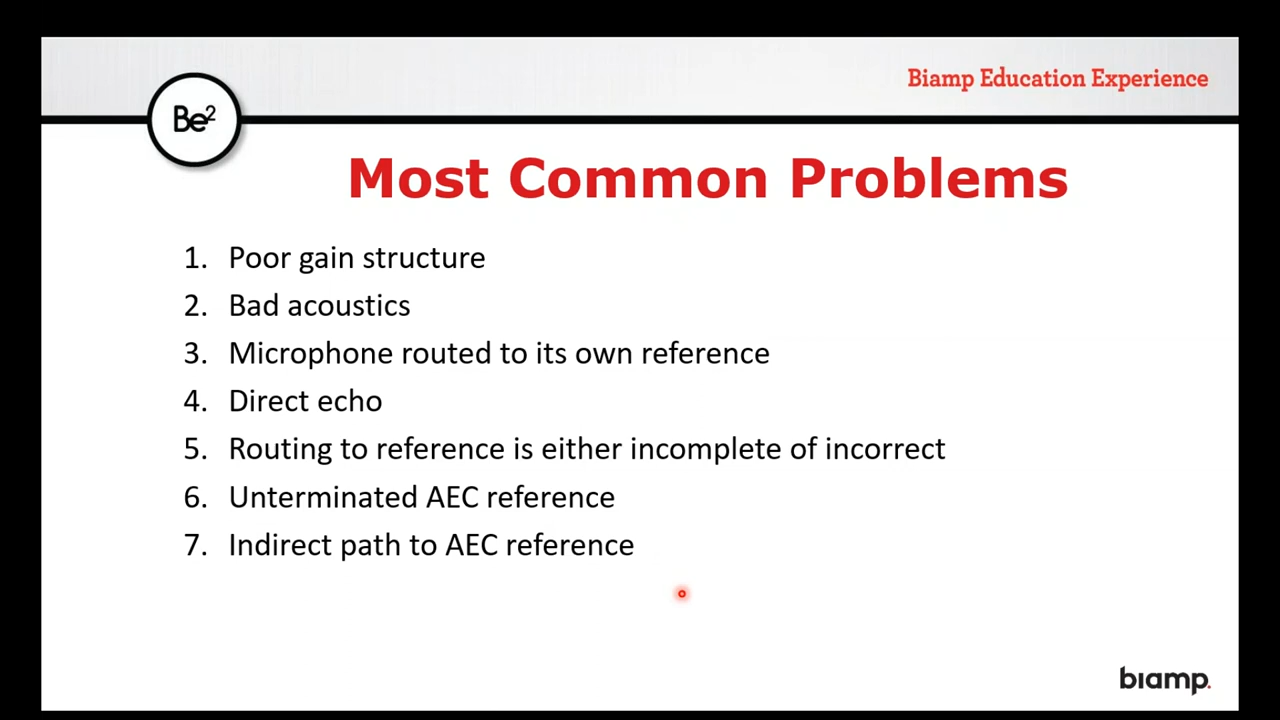 Biamp Education Experience
Be²
Most Common Problems
1. Poor gain structure
2. Bad acoustics
3. Microphone routed to its own reference
4. Direct echo
5. Routing to reference is either incomplete of incorrect
6. Unterminated AEC reference
7. Indirect path to AEC reference
biamp.